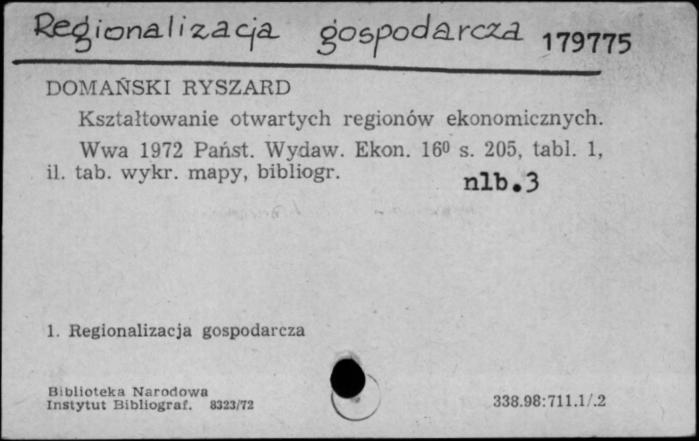 Regionalizacja gospodarcza 179775
DOMAŃSKI RYSZARD
Kształtowanie otwartych regionów ekonomicznych.
Wwa 1972 Państ. Wydaw. Ekon. 16⁰ s. 205, tabl. 1,
il. tab. wykr. mapy, bibliogr. nlb.3
1. Regionalizacja gospodarcza
Biblioteka Narodowa
Instytut Bibliograf. 8323/72 338.98:711.1/.2